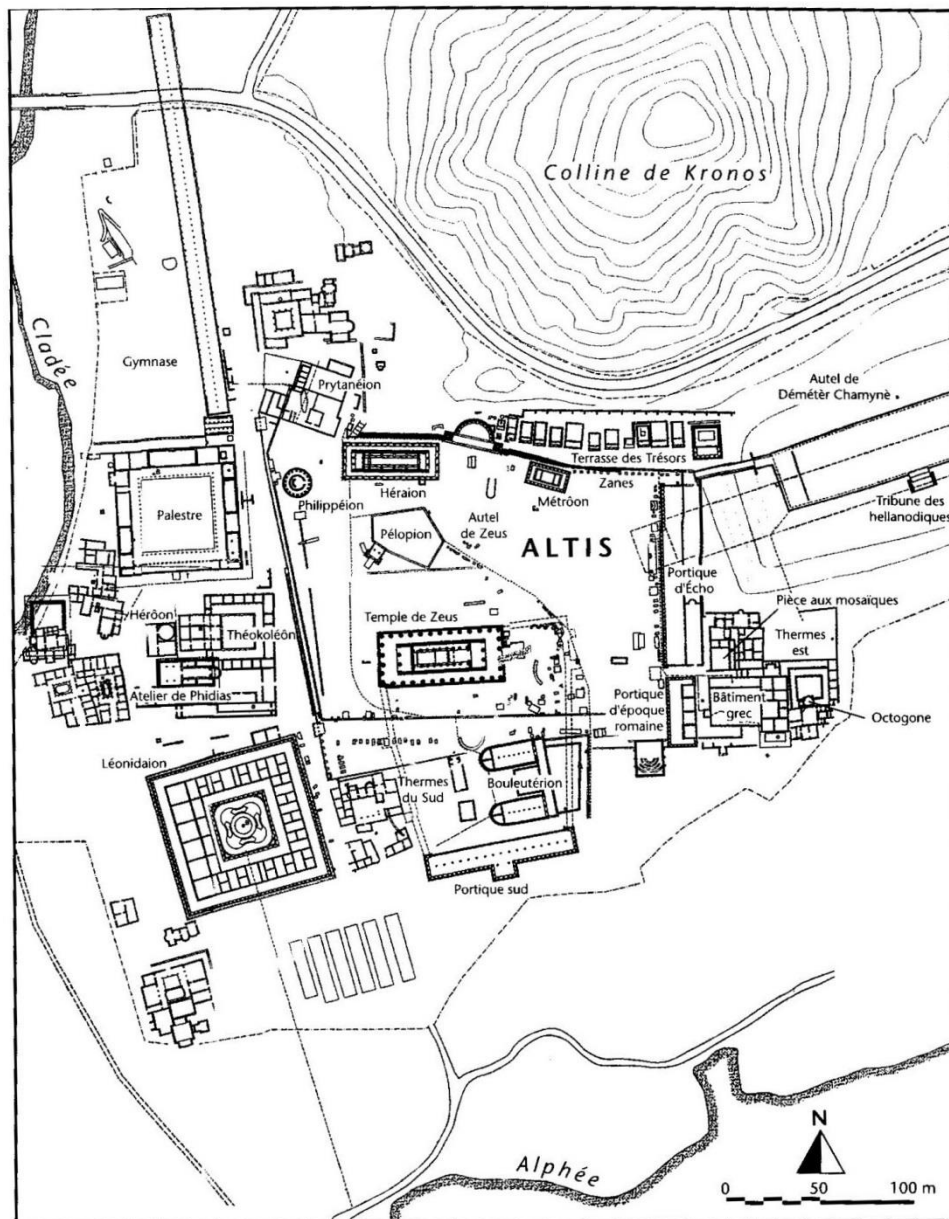 Colline de Kronos
Cladée
Gymnase
Prytanéion
Autel de
Démétèr Chamynè
Terrasse des Trésors
Zanes
Métrôon
Héraion
Philippéion
Palestre
Pélopion
Autel
de Zeus
ALTIS
Tribune des
hellanodiques
Portique
d'Écho
Pièce aux mosaïques
Hérôon
Théokoléôn
Temple de Zeus
Thermes
est
Atelier de Phidias
Portique
d'époque
romaine
Bâtiment
grec
Octogone
Léonidaion
Thermes
du Sud
Bouleutérion
Portique sud
Alphée
N
0 50 100 m